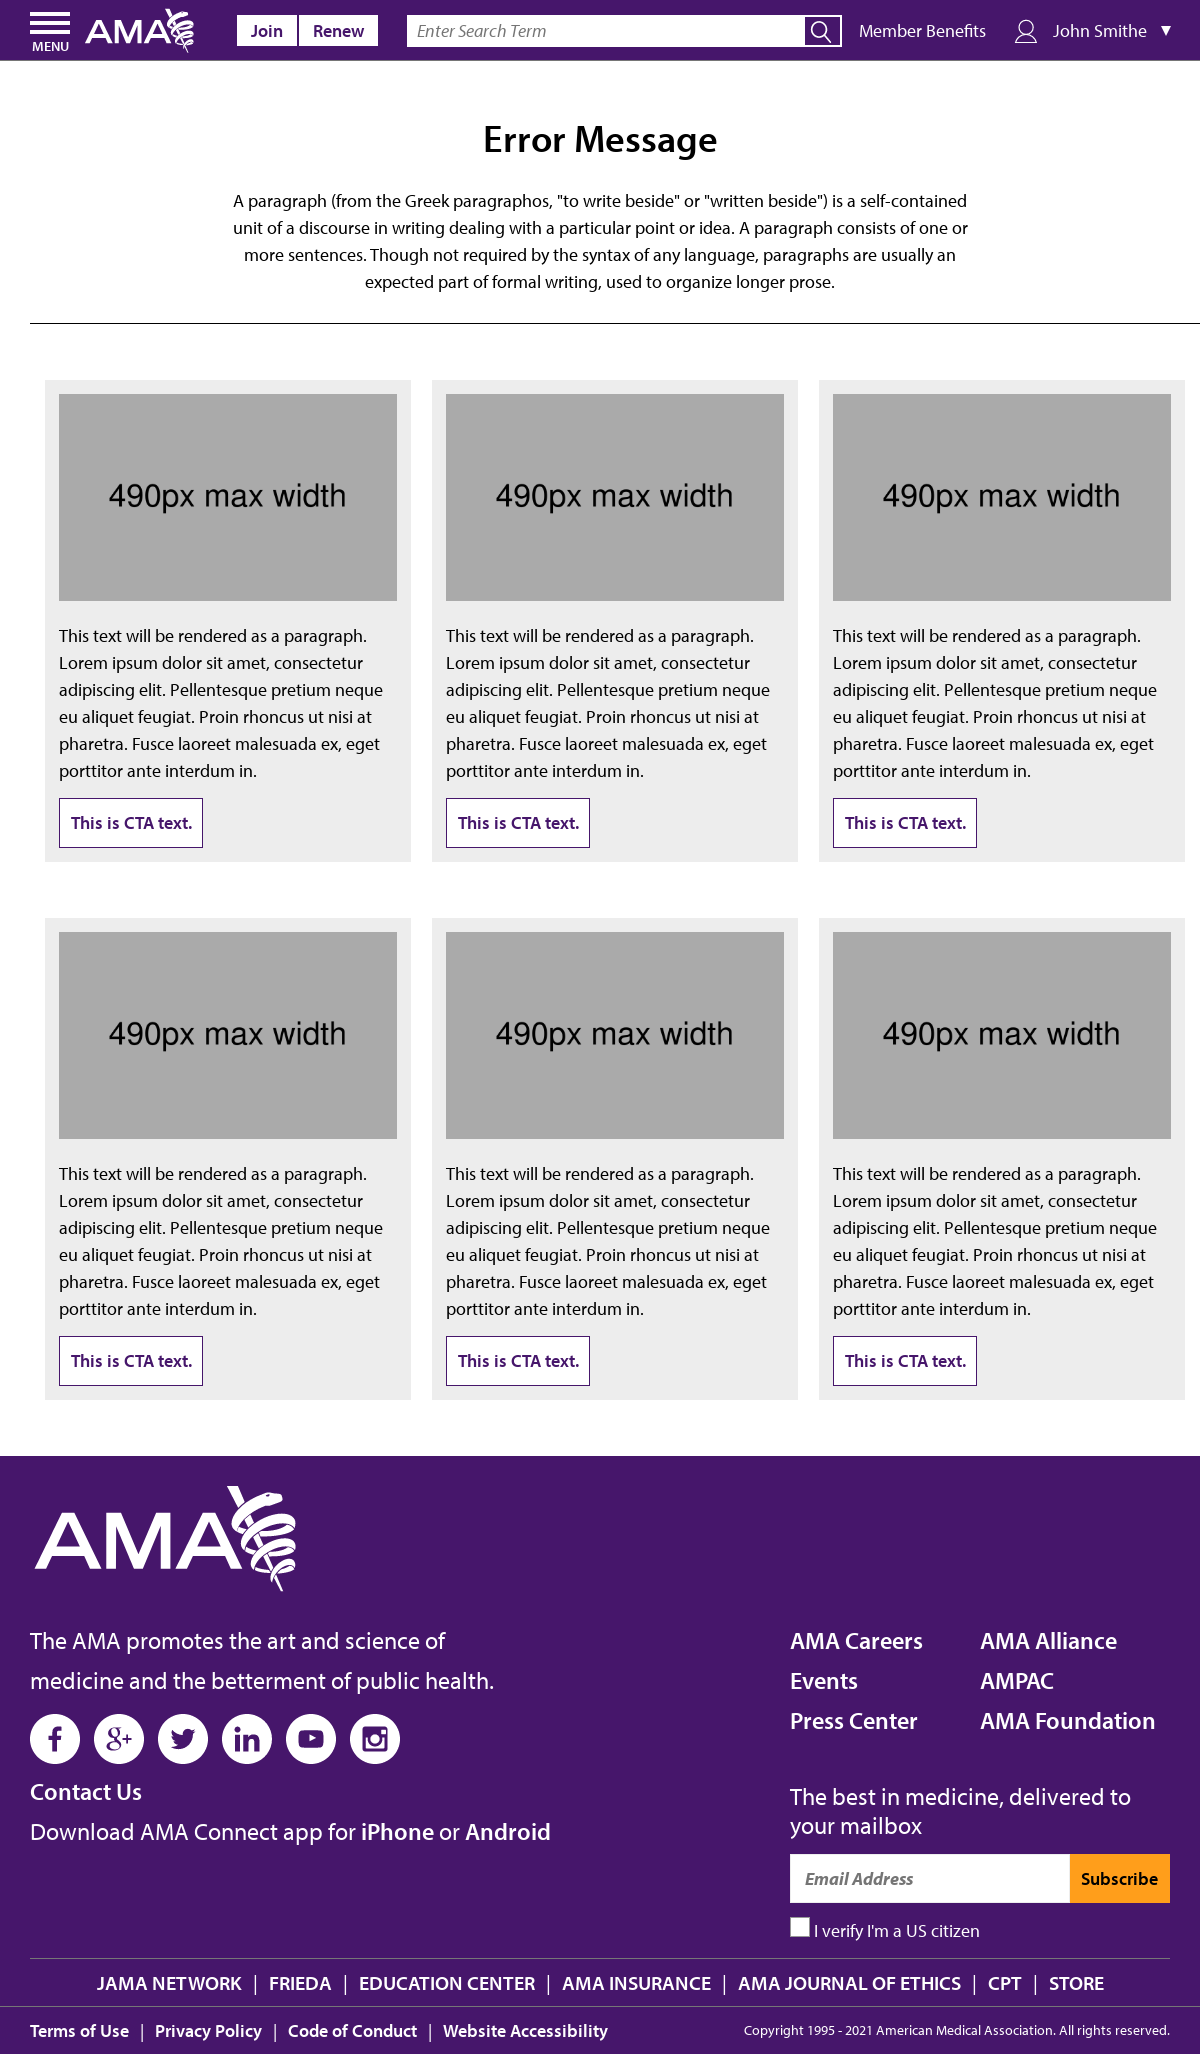 MENU
AMA
Join
Renew
Enter Search Term
Member Benefits
John Smithe
Error Message
A paragraph (from the Greek paragraphos, "to write beside" or "written beside") is a self-contained
unit of a discourse in writing dealing with a particular point or idea. A paragraph consists of one or
more sentences. Though not required by the syntax of any language, paragraphs are usually an
expected part of formal writing, used to organize longer prose.
490px max width
This text will be rendered as a paragraph.
Lorem ipsum dolor sit amet, consectetur
adipiscing elit. Pellentesque pretium neque
eu aliquet feugiat. Proin rhoncus ut nisi at
pharetra. Fusce laoreet malesuada ex, eget
porttitor ante interdum in.
This is CTA text.
490px max width
This text will be rendered as a paragraph.
Lorem ipsum dolor sit amet, consectetur
adipiscing elit. Pellentesque pretium neque
eu aliquet feugiat. Proin rhoncus ut nisi at
pharetra. Fusce laoreet malesuada ex, eget
porttitor ante interdum in.
This is CTA text.
490px max width
This text will be rendered as a paragraph.
Lorem ipsum dolor sit amet, consectetur
adipiscing elit. Pellentesque pretium neque
eu aliquet feugiat. Proin rhoncus ut nisi at
pharetra. Fusce laoreet malesuada ex, eget
porttitor ante interdum in.
This is CTA text.
490px max width
This text will be rendered as a paragraph.
Lorem ipsum dolor sit amet, consectetur
adipiscing elit. Pellentesque pretium neque
eu aliquet feugiat. Proin rhoncus ut nisi at
pharetra. Fusce laoreet malesuada ex, eget
porttitor ante interdum in.
This is CTA text.
490px max width
This text will be rendered as a paragraph.
Lorem ipsum dolor sit amet, consectetur
adipiscing elit. Pellentesque pretium neque
eu aliquet feugiat. Proin rhoncus ut nisi at
pharetra. Fusce laoreet malesuada ex, eget
porttitor ante interdum in.
This is CTA text.
490px max width
This text will be rendered as a paragraph.
Lorem ipsum dolor sit amet, consectetur
adipiscing elit. Pellentesque pretium neque
eu aliquet feugiat. Proin rhoncus ut nisi at
pharetra. Fusce laoreet malesuada ex, eget
porttitor ante interdum in.
This is CTA text.
AMA
The AMA promotes the art and science of
medicine and the betterment of public health.
f g+ in
Contact Us
Download AMA Connect app for iPhone or Android
AMA Careers
Events
Press Center
AMA Alliance
AMPAC
AMA Foundation
The best in medicine, delivered to
your mailbox
Email Address
Subscribe
I verify I'm a US citizen
JAMA NETWORK | FRIEDA | EDUCATION CENTER | AMA INSURANCE | AMA JOURNAL OF ETHICS | CPT | STORE
Terms of Use | Privacy Policy | Code of Conduct | Website Accessibility
Copyright 1995 - 2021 American Medical Association. All rights reserved.